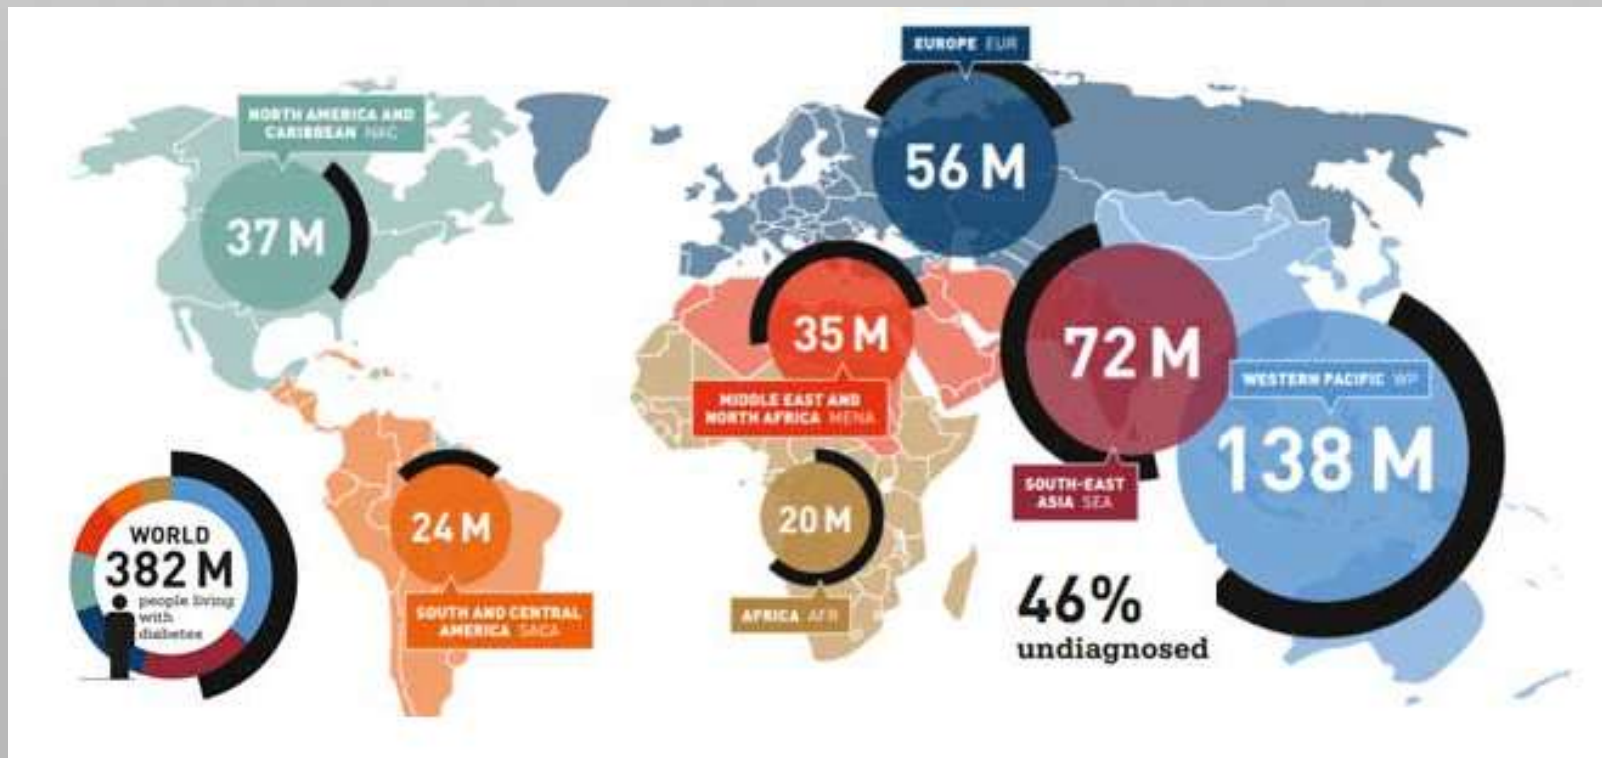 EUROPE EUR
56 M
NORTH AMERICA AND
CARIBBEAN NAC
37 M
35 M
MIDDLE EAST AND
NORTH AFRICA MENA
72 M
SOUTH-EAST
ASIA SEA
WESTERN PACIFIC WP
138 M
24 M
SOUTH AND CENTRAL
AMERICA SACA
20 M
AFRICA AFR
WORLD
382 M
people living
with
diabetes
46%
undiagnosed